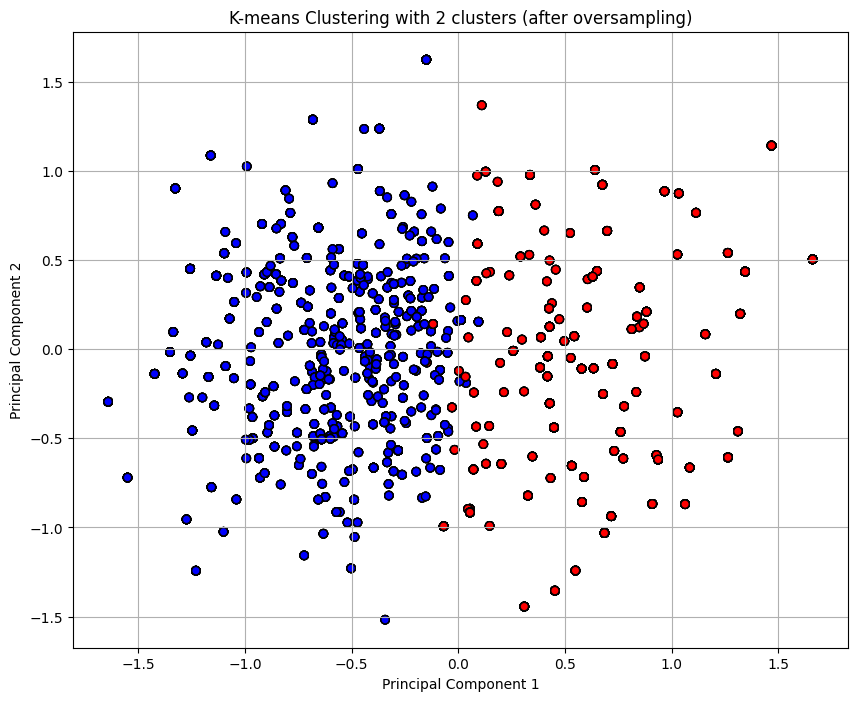 K-means Clustering with 2 clusters (after oversampling)
1.5
1.0
0.5
0.0
−0.5
−1.0
−1.5
Principal Component 2
−1.5 −1.0 −0.5 0.0 0.5 1.0 1.5
Principal Component 1